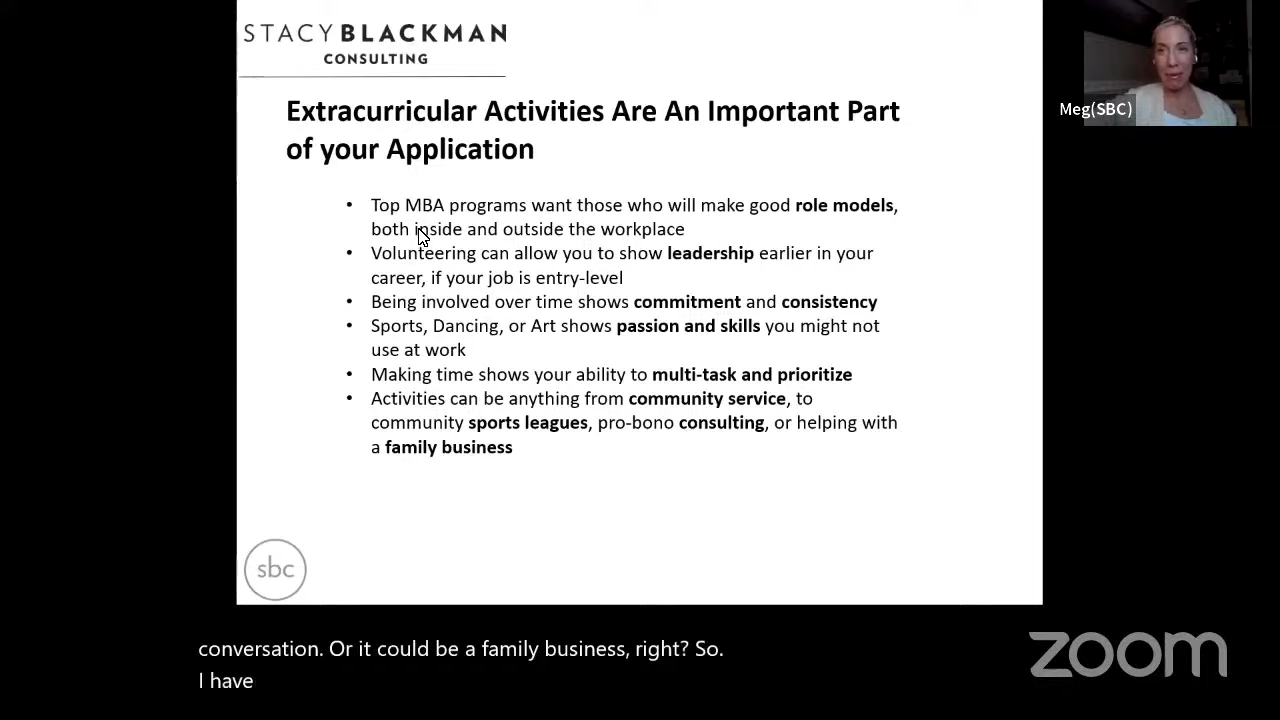 STACY BLACKMAN
CONSULTING
Extracurricular Activities Are An Important Part
of your Application
• Top MBA programs want those who will make good role models,
both inside and outside the workplace
• Volunteering can allow you to show leadership earlier in your
career, if your job is entry-level
• Being involved over time shows commitment and consistency
• Sports, Dancing, or Art shows passion and skills you might not
use at work
• Making time shows your ability to multi-task and prioritize
• Activities can be anything from community service, to
community sports leagues, pro-bono consulting, or helping with
a family business
sbc
Meg(SBC)
conversation. Or it could be a family business, right? So.
I have
zoom